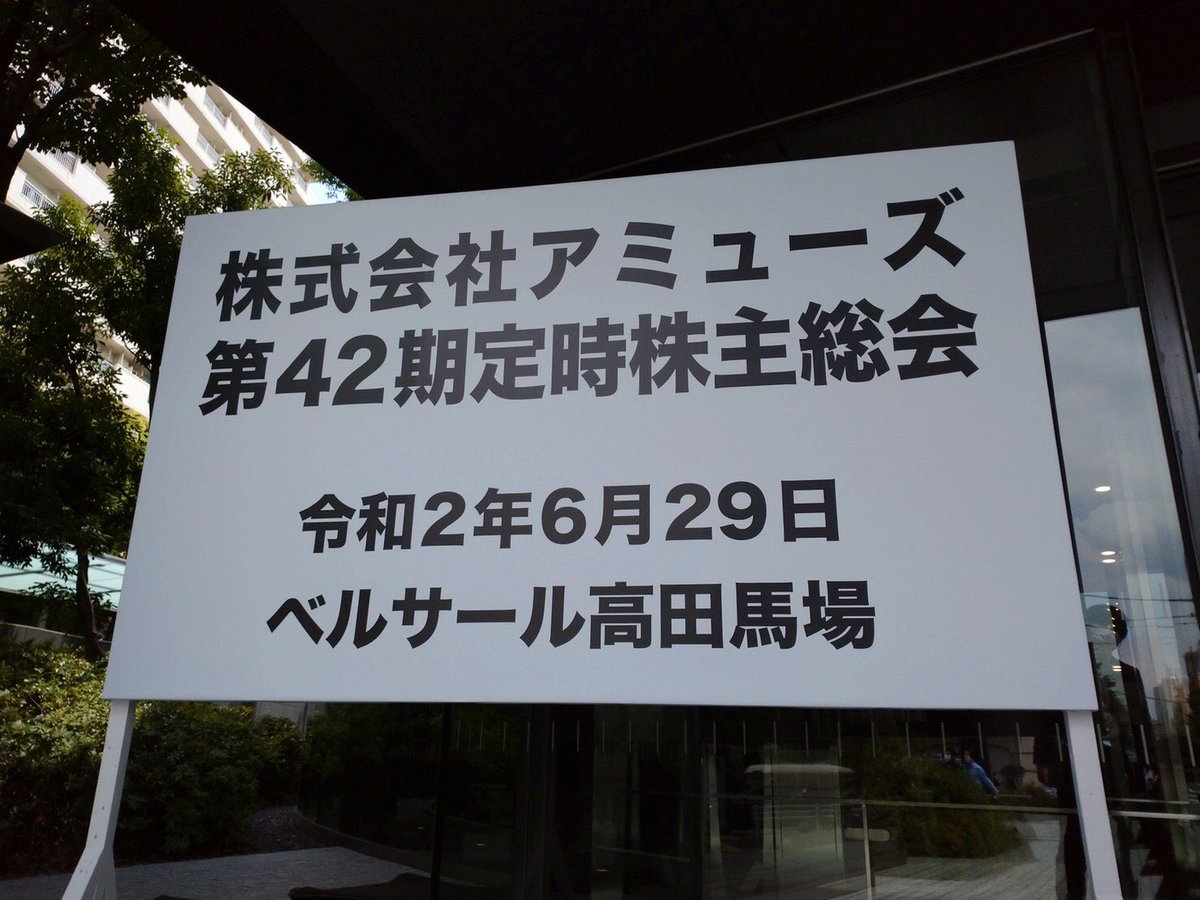 株式会社アミューズ
第42期定時株主総会
令和2年6月29日
ベルサール高田馬場